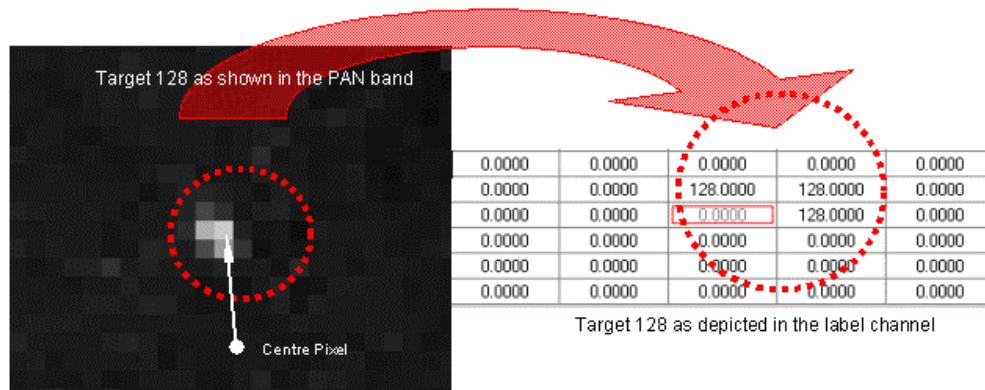 Target 128 as shown in the PAN band
0.0000 0.0000 0.0000 0.0000 0.0000
0.0000 0.0000 128.0000 128.0000 0.0000
0.0000 0.0000 0.0000 128.0000 0.0000
0.0000 0.0000 0.0000 0.0000 0.0000
0.0000 0.0000 0.0000 0.0000 0.0000
0.0000 0.0000 0.0000 0.0000 0.0000
Target 128 as depicted in the label channel
Centre Pixel